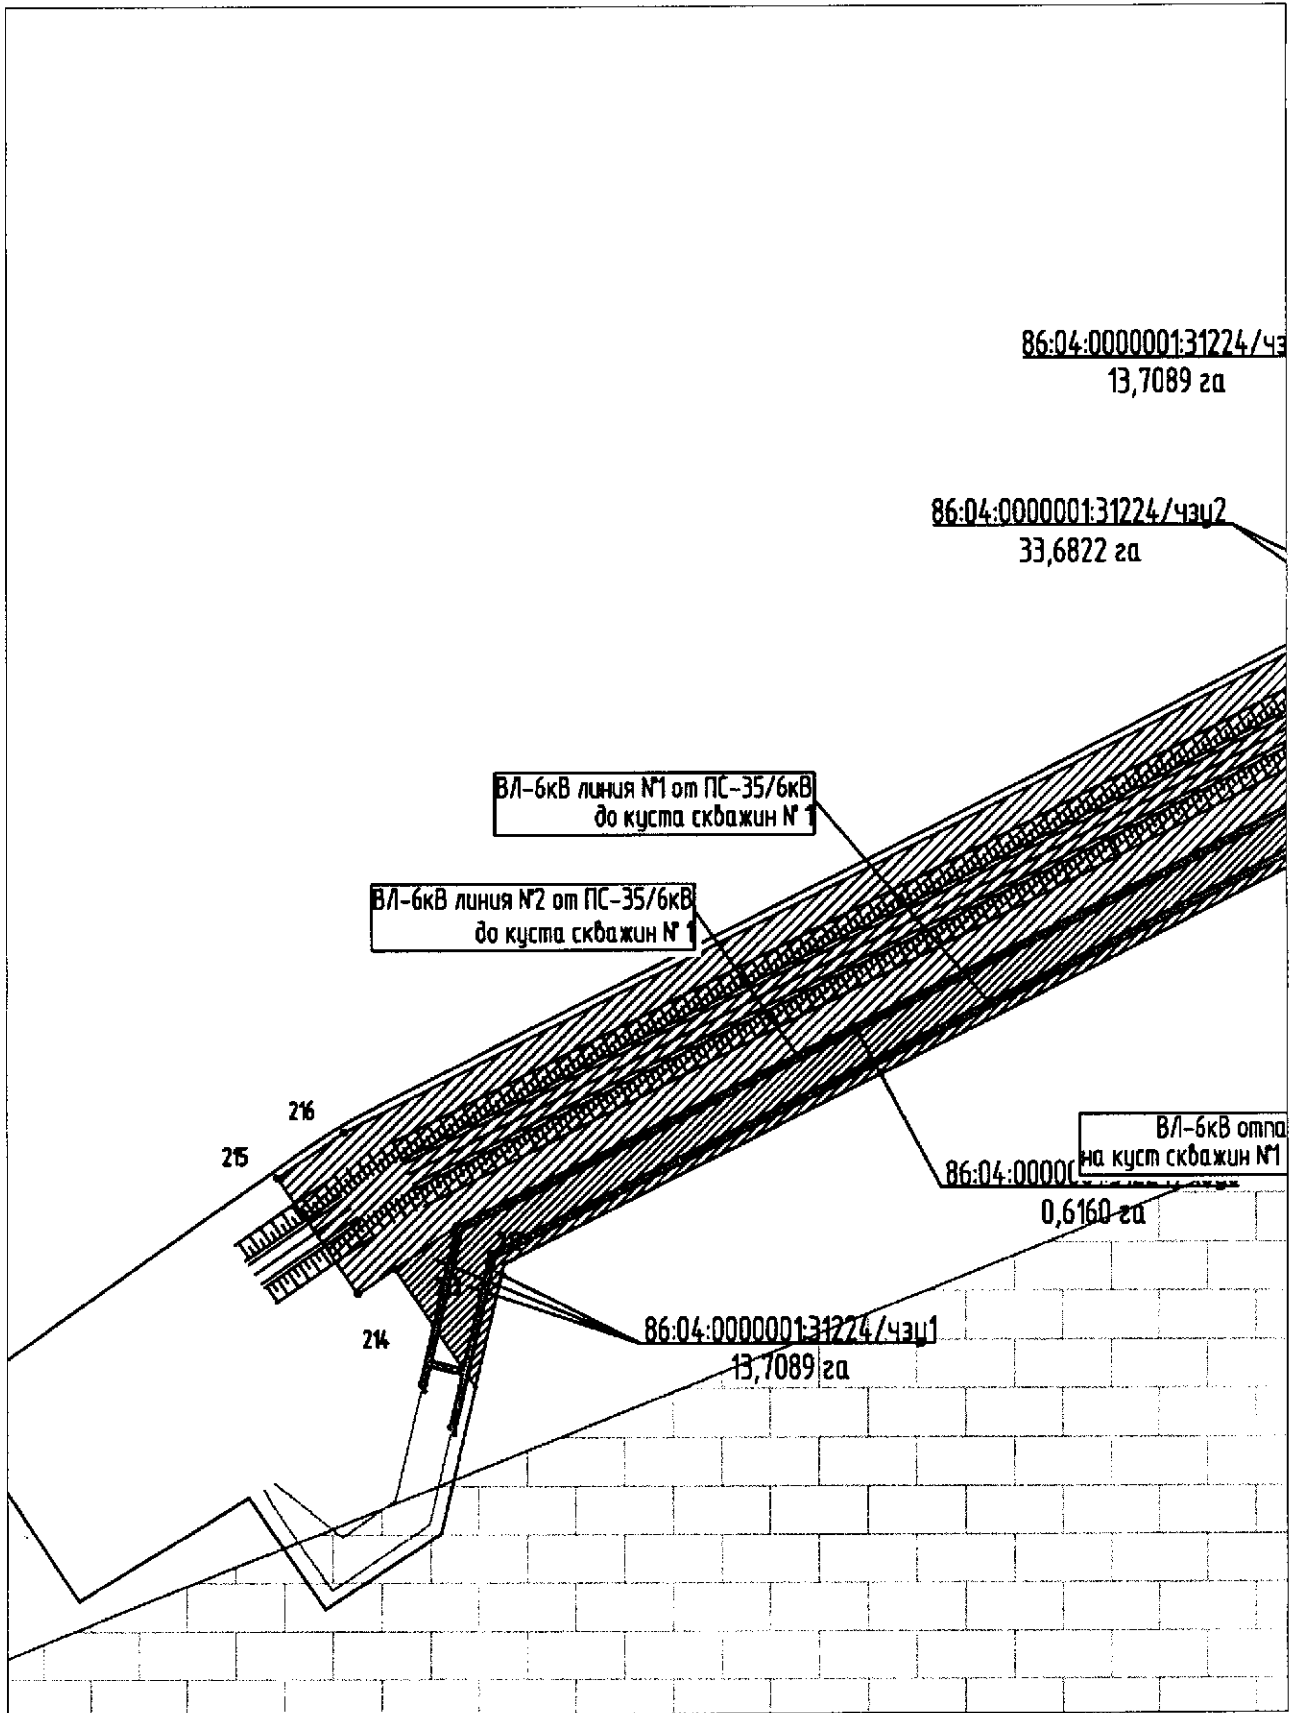 86:04:0000001:31224/чз
13,7089 га
86:04:0000001:31224/чзу2
33,6822 га
ВЛ-6кВ линия №1 от ПС-35/6кВ
до куста скважин № 1
ВЛ-6кВ линия №2 от ПС-35/6кВ
до куста скважин № 1
216
215
ВЛ-6кВ отпа
на куст скважин №1
86:04:00000
0,6160 га
214
86:04:0000001:31224/чзу1
13,7089 га